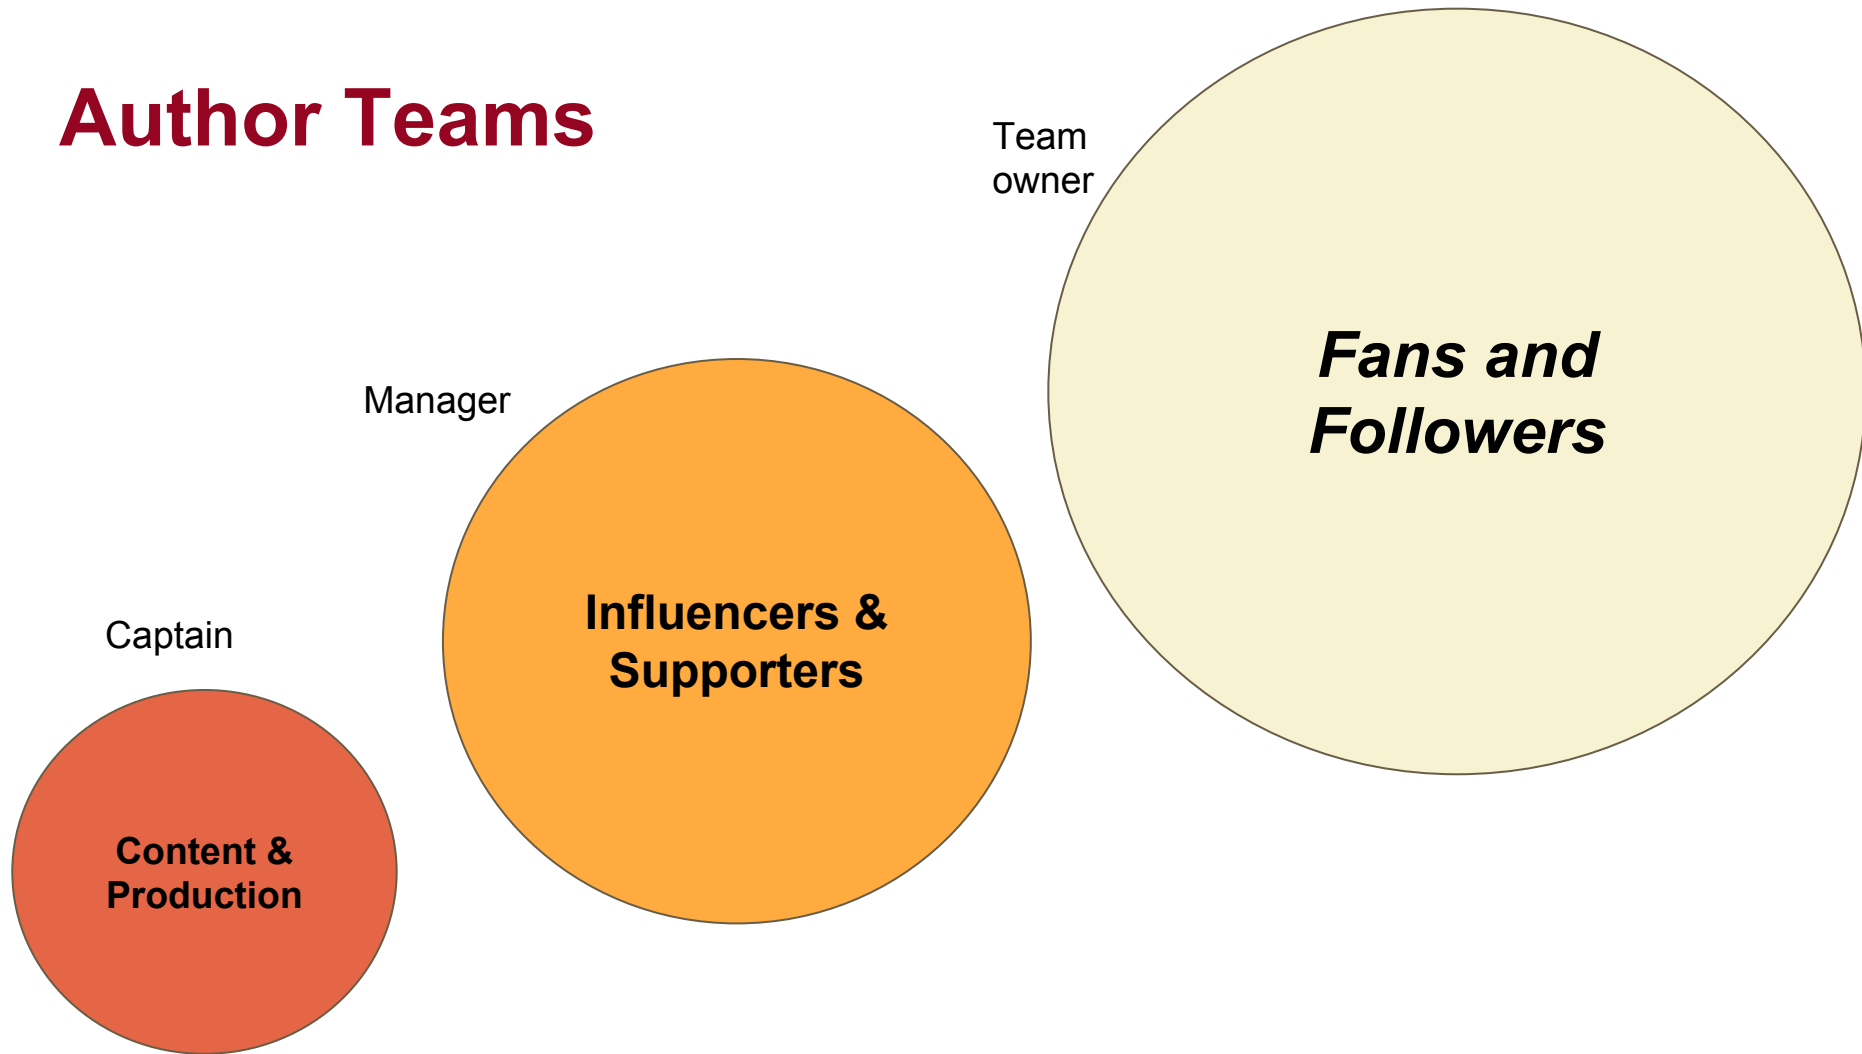 Author Teams
Team
owner
Fans and
Followers
Manager
Influencers &
Supporters
Captain
Content &
Production